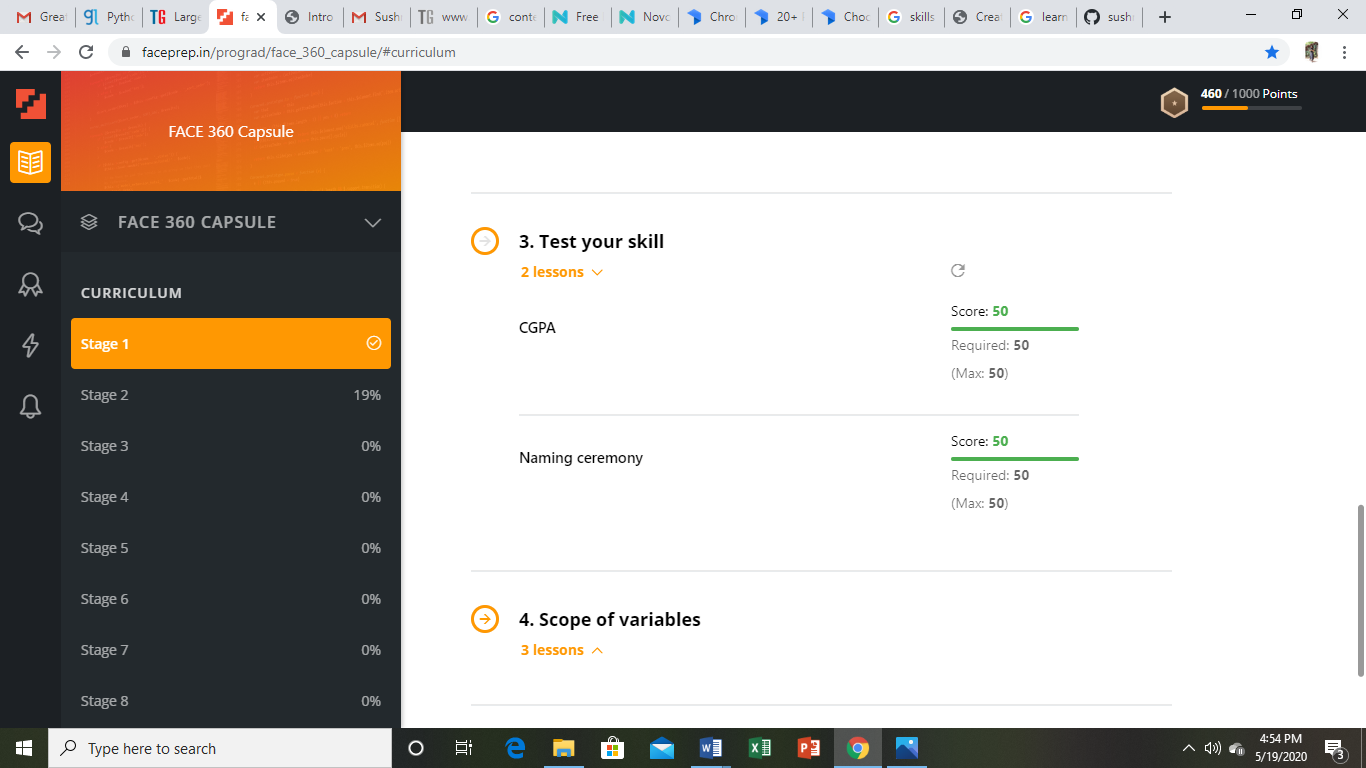 Great
Pytho
TG Large
fa
Intro
Sushi
TG www
conte
Free
Novo
Chro
20+
Choc
skills
Creat
learn
sush
faceprep.in/prograd/face_360_capsule/#curriculum
FACE 360 Capsule
460 / 1000 Points
FACE 360 CAPSULE
CURRICULUM
Stage 1
Stage 2 19%
Stage 3 0%
Stage 4 0%
Stage 5 0%
Stage 6 0%
Stage 7 0%
Stage 8 0%
3. Test your skill
2 lessons
CGPA
Score: 50
Required: 50
(Max: 50)
Naming ceremony
Score: 50
Required: 50
(Max: 50)
4. Scope of variables
3 lessons
Type here to search
4:54 PM
5/19/2020
3